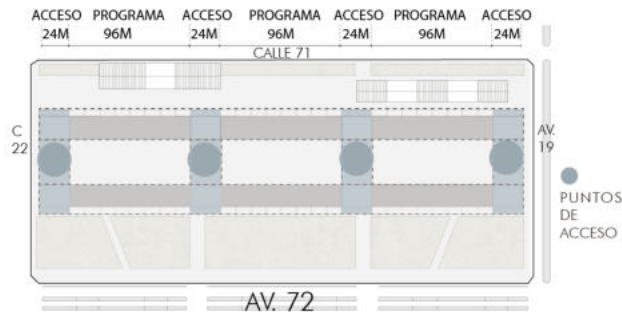 ACCESO PROGRAMA ACCESO PROGRAMA ACCESO PROGRAMA ACCESO
24M 96M 24M 96M 24M 96M 24M
CALLE 71
C
22
AV.
19
PUNTOS
DE
ACCESO
AV. 72